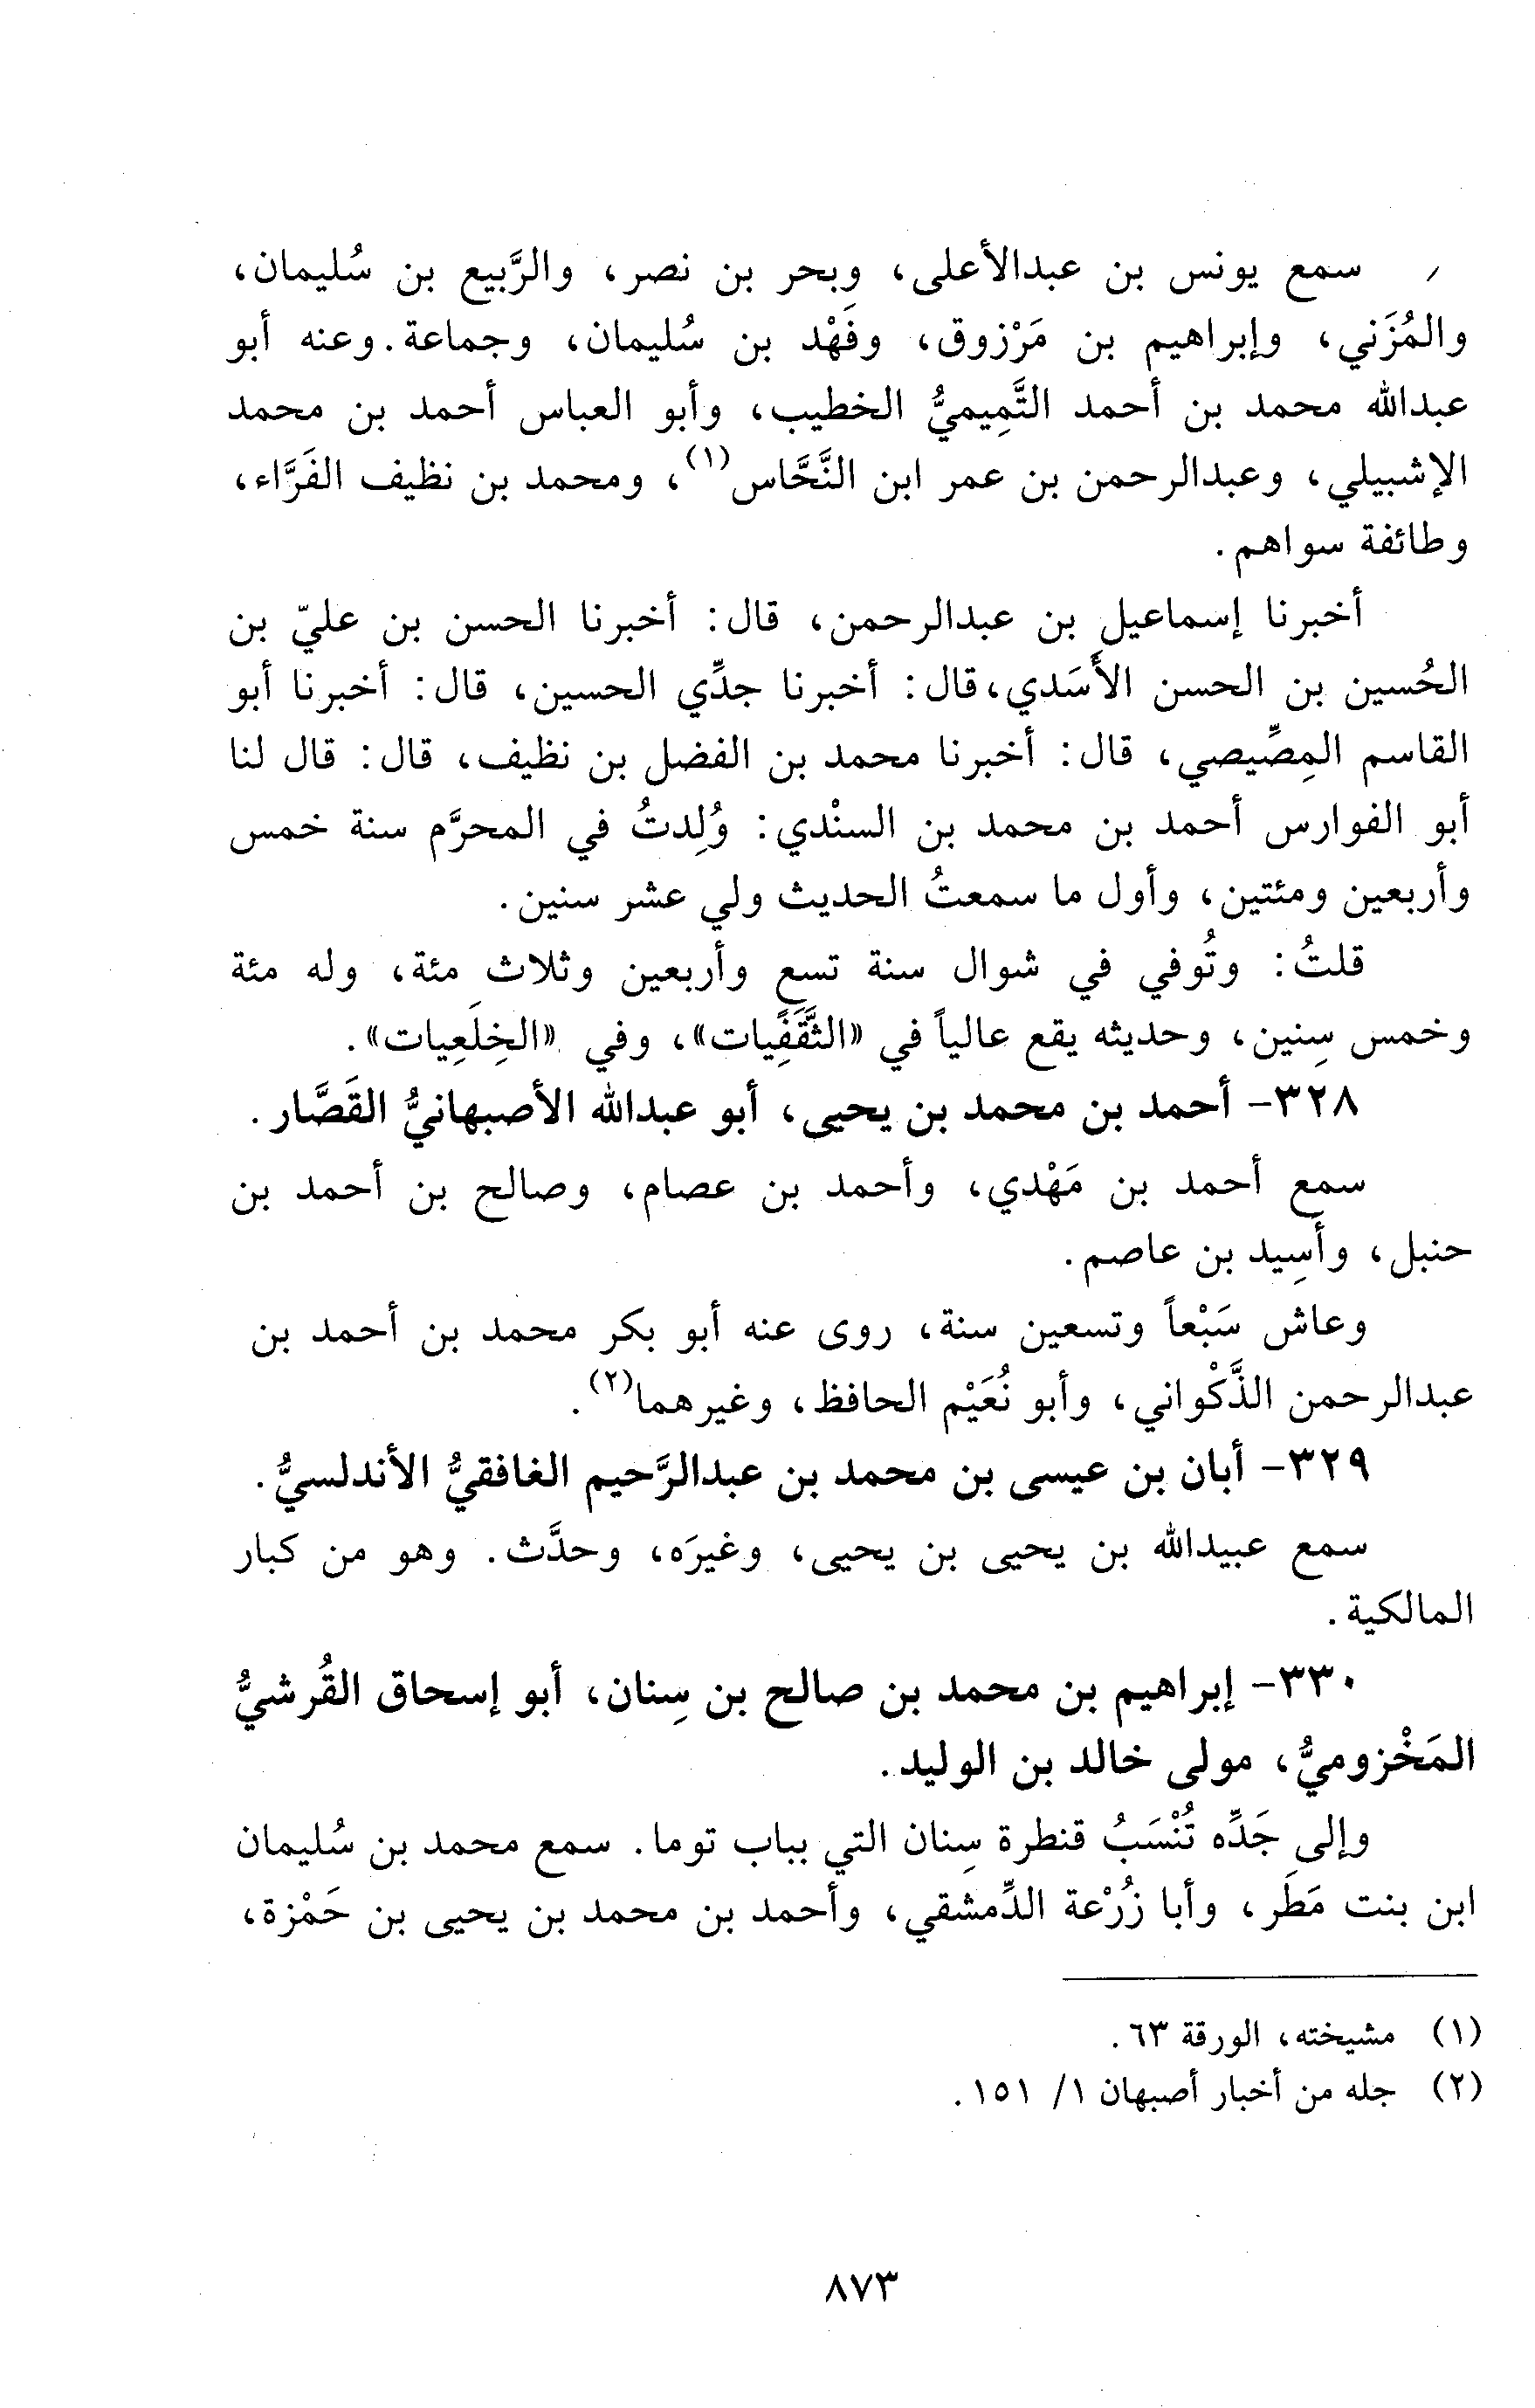 سمع يونس بن عبدالأعلى، وبحر بن نصر، والرَّبيع بن سُليمان،
والمُزَني، وإبراهيم بن مَرْزوق، وفَهْد بن سُليمان، وجماعة. وعنه أبو
عبدالله محمد بن أحمد التَّمِيميُّ الخطيب، وأبو العباس أحمد بن محمد
الإشبيلي، وعبدالرحمن بن عمر ابن النَّحَّاس(١)، ومحمد بن نظيف الفَرَّاء،
وطائفة سواهم.
أخبرنا إسماعيل بن عبدالرحمن، قال: أخبرنا الحسن بن عليّ بن
الحُسين بن الحسن الأَسَدي، قال: أخبرنا جدِّي الحسين، قال: أخبرنا أبو
القاسم المِصِّيصي، قال: أخبرنا محمد بن الفضل بن نظيف، قال: قال لنا
أبو الفوارس أحمد بن محمد بن السنْدي: وُلِدتُ في المحرَّم سنة خمس
وأربعين ومئتين، وأول ما سمعتُ الحديث ولي عشر سنين.
قلتُ: وتُوفي في شوال سنة تسع وأربعين وثلاث مئة، وله مئة
وخمس سِنين، وحديثه يقع عالياً في «الثَّقَفِيات»، وفي «الخِلَعِيات».
٣٢٨- أحمد بن محمد بن يحيى، أبو عبدالله الأصبهانيُّ القَصَّار.
سمع أحمد بن مَهْدي، وأحمد بن عصام، وصالح بن أحمد بن
حنبل، وأَسِيد بن عاصم.
وعاش سَبْعاً وتسعين سنة، روى عنه أبو بكر محمد بن أحمد بن
عبدالرحمن الذَّكْواني، وأبو نُعَيْم الحافظ، وغيرهما(٢).
٣٢٩- أبان بن عيسى بن محمد بن عبدالرَّحيم الغافقيُّ الأندلسيُّ.
سمع عبيدالله بن يحيى بن يحيى، وغيرَه، وحدَّث. وهو من كبار
المالكية.
٣٣٠- إبراهيم بن محمد بن صالح بن سِنان، أبو إسحاق القُرشيُّ
المَخْزوميُّ، مولى خالد بن الوليد.
وإلى جَدِّه تُنْسَبُ قنطرة سِنان التي بباب توما. سمع محمد بن سُليمان
ابن بنت مَطَر، وأبا زُرْعة الدِّمشقي، وأحمد بن محمد بن يحيى بن حَمْزة،
(١) مشيخته، الورقة ٦٣.
(٢) جله من أخبار أصبهان ١/ ١٥١.
٨٧٣